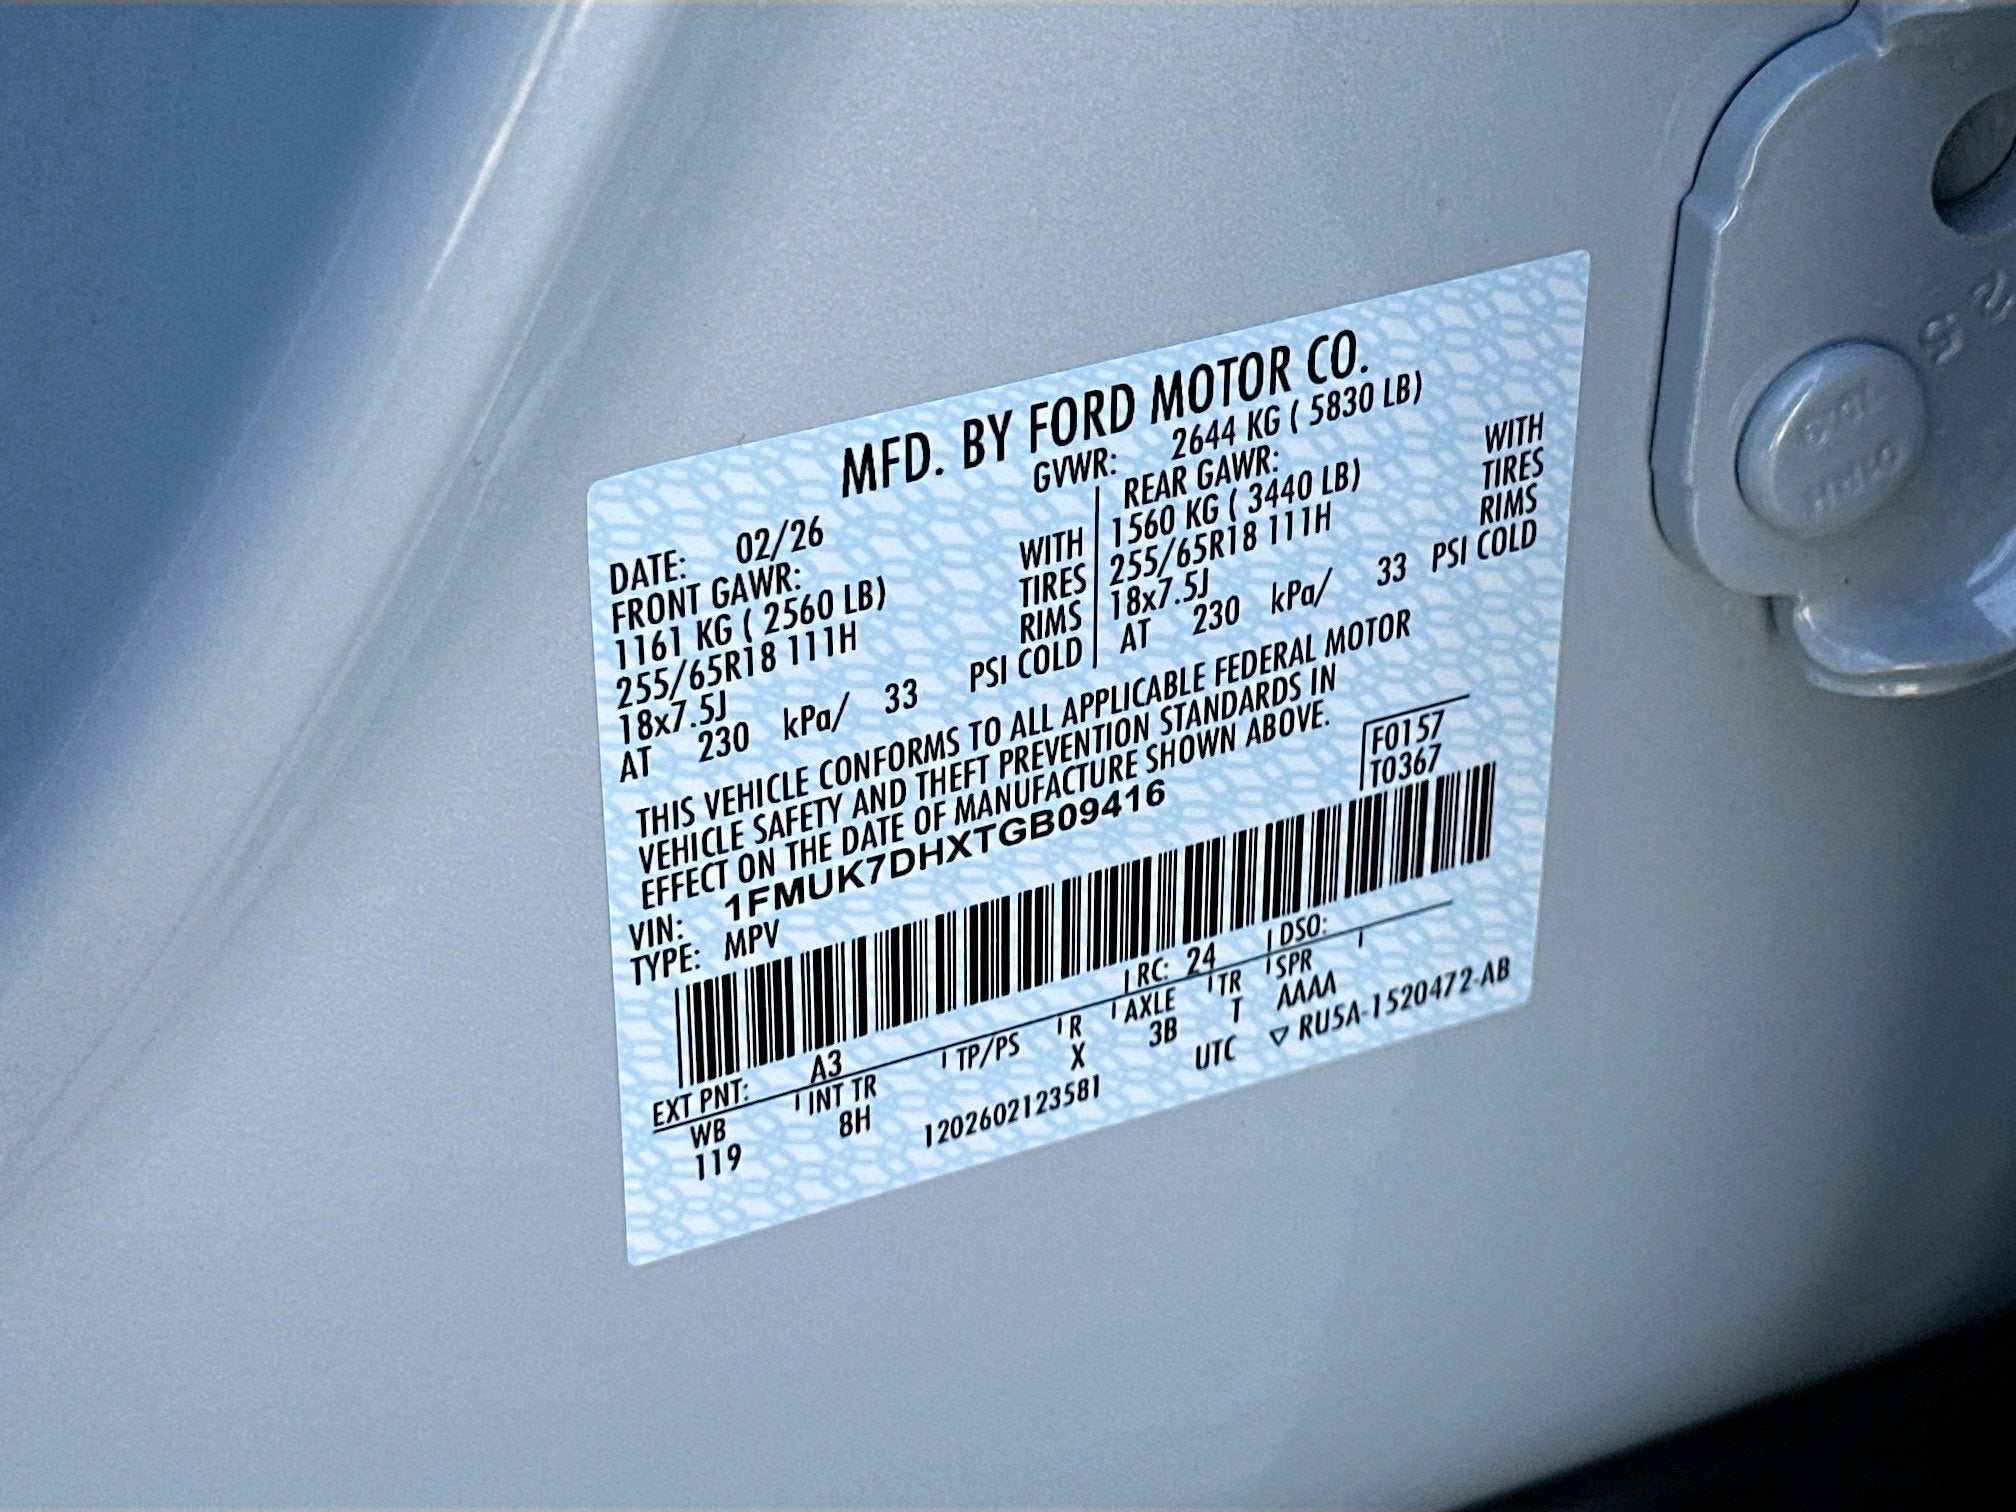 MFD. BY FORD MOTOR CO.
DATE: 02/26 GVWR: 2644 KG ( 5830 LB)
FRONT GAWR: REAR GAWR:
1161 KG ( 2560 LB) WITH 1560 KG ( 3440 LB) WITH
255/65R18 111H TIRES 255/65R18 111H TIRES
18x7.5J RIMS 18x7.5J RIMS
AT 230 kPa/ 33 PSI COLD AT 230 kPa/ 33 PSI COLD
THIS VEHICLE CONFORMS TO ALL APPLICABLE FEDERAL MOTOR
VEHICLE SAFETY AND THEFT PREVENTION STANDARDS IN
EFFECT ON THE DATE OF MANUFACTURE SHOWN ABOVE.
F0157
T0367
VIN: 1FMUK7DHXTGB09416
TYPE: MPV
EXT PNT: A3 RC: 24 DSO:
WB INT TR TP/PS R AXLE TR SPR
119 8H X 3B T AAAA
1202602123581 UTC ▽ RU5A-1520472-AB